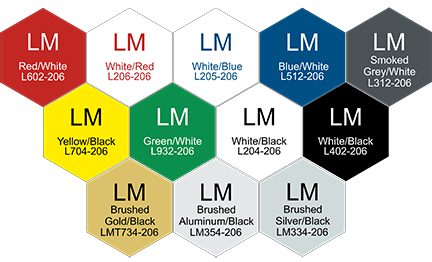 LM
Red/White
L602-206
LM
White/Red
L206-206
LM
White/Blue
L205-206
LM
Blue/White
L512-206
LM
Smoked
Grey/White
L312-206
LM
Yellow/Black
L704-206
LM
Green/White
L932-206
LM
White/Black
L204-206
LM
White/Black
L402-206
LM
Brushed
Gold/Black
LMT734-206
LM
Brushed
Aluminum/Black
LM354-206
LM
Brushed
Silver/Black
LM334-206